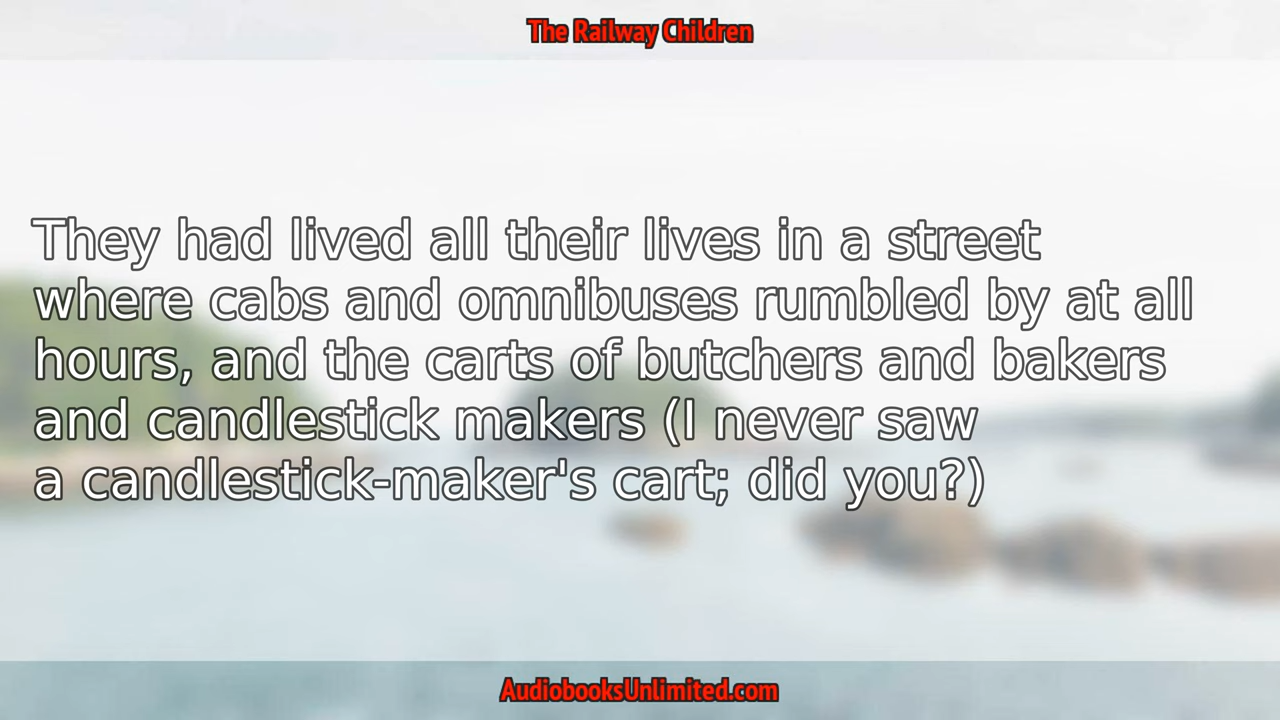 The Railway Children
They had lived all their lives in a street
where cabs and omnibuses rumbled by at all
hours, and the carts of butchers and bakers
and candlestick makers (I never saw
a candlestick-maker's cart; did you?)
AudiobooksUnlimited.com